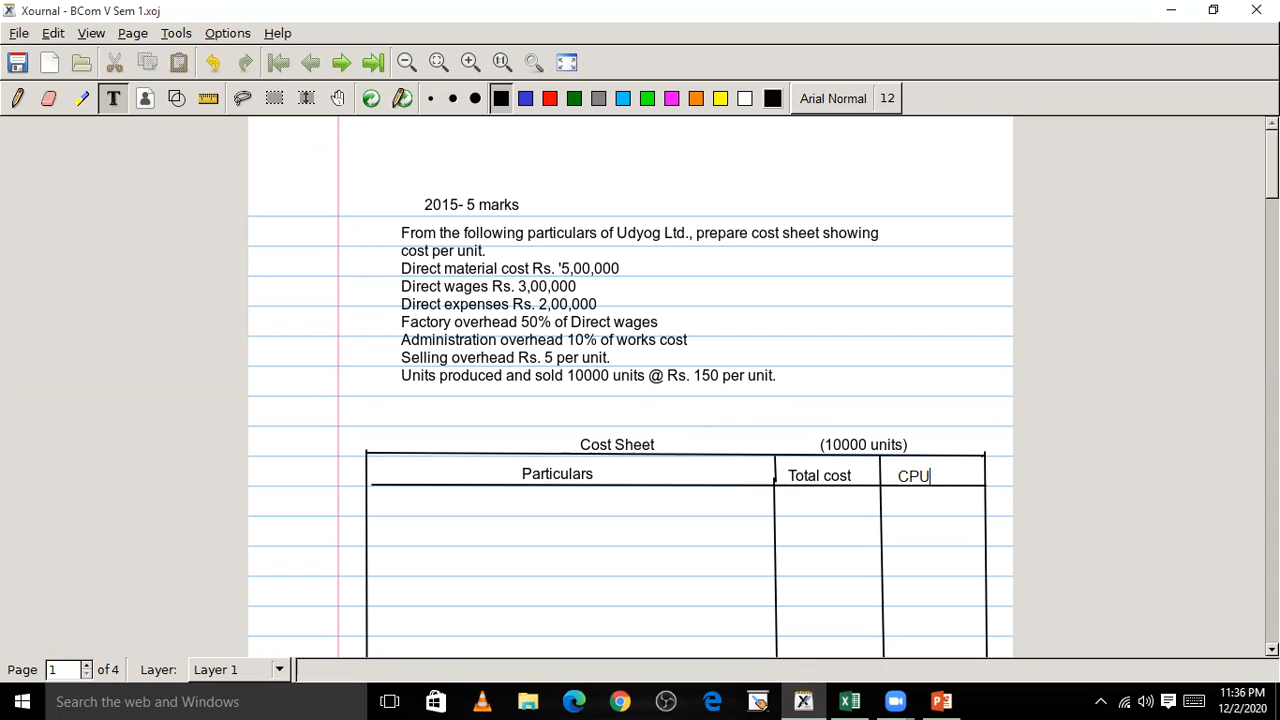 Xournal - BCom V Sem 1.xoj
File Edit View Page Tools Options Help
Arial Normal 12
2015- 5 marks
From the following particulars of Udyog Ltd., prepare cost sheet showing
cost per unit.
Direct material cost Rs. '5,00,000
Direct wages Rs. 3,00,000
Direct expenses Rs. 2,00,000
Factory overhead 50% of Direct wages
Administration overhead 10% of works cost
Selling overhead Rs. 5 per unit.
Units produced and sold 10000 units @ Rs. 150 per unit.
Cost Sheet (10000 units)
Particulars Total cost CPU
Page 1 of 4 Layer: Layer 1
Search the web and Windows
11:36 PM
12/2/2020